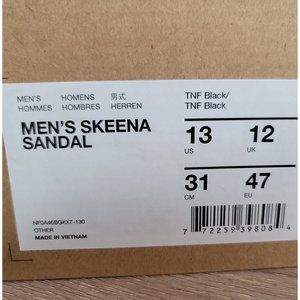 MEN'S HOMENS 男式
HOMMES HOMBRES HERREN
MEN'S SKEENA
SANDAL
NF0A46BGKX7-130
OTHER
MADE IN VIETNAM
TNF Black/
TNF Black
13 12
US UK
31 47
CM EU
7 72259 39808 4